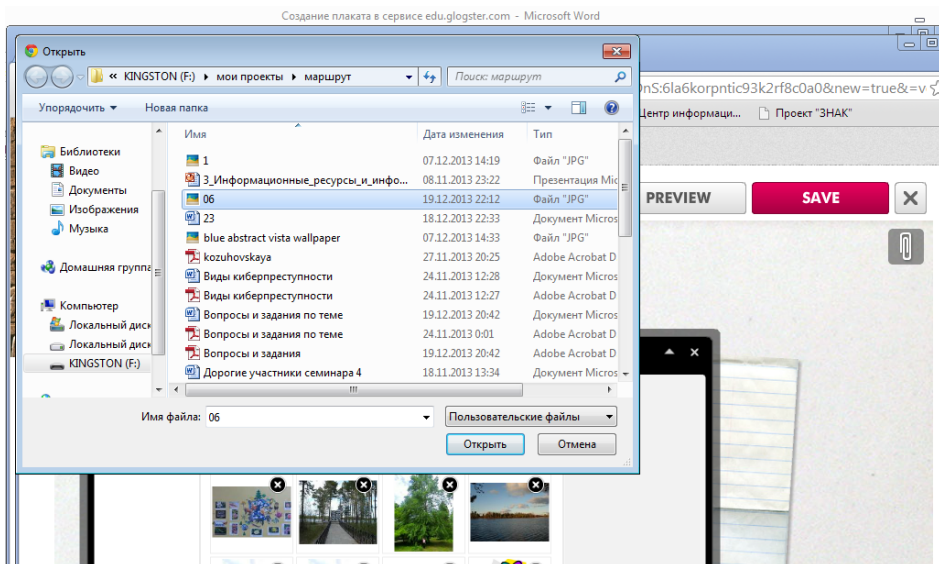 Создание плаката в сервисе edu.glogster.com - Microsoft Word
Открыть
« KINGSTON (F:) ▸ мои проекты ▸ маршрут
Поиск: маршрут
Упорядочить ▾ Новая папка
Имя Дата изменения Тип
1 07.12.2013 14:19 Файл "JPG"
3_Информационные_ресурсы_и_инфо... 08.11.2013 23:22 Презентация Mic
06 19.12.2013 22:12 Файл "JPG"
23 18.12.2013 22:33 Документ Micros
blue abstract vista wallpaper 07.12.2013 14:33 Файл "JPG"
kozuhovskaya 27.11.2013 20:25 Adobe Acrobat D
Виды киберпреступности 24.11.2013 12:28 Документ Micros
Виды киберпреступности 24.11.2013 12:27 Adobe Acrobat D
Вопросы и задания по теме 19.12.2013 20:42 Документ Micros
Вопросы и задания по теме 24.11.2013 0:01 Adobe Acrobat D
Вопросы и задания 19.12.2013 20:42 Adobe Acrobat D
Дорогие участники семинара 4 18.11.2013 13:34 Документ Micros
Библиотеки
Видео
Документы
Изображения
Музыка
Домашняя группа
Компьютер
Локальный диск
Локальный диск
KINGSTON (F:)
Имя файла: 06
Пользовательские файлы
Открыть Отмена
nS:6la6korpntic93k2rf8c0a0&new=true&=v
Центр информаци... Проект "ЗНАК"
PREVIEW SAVE